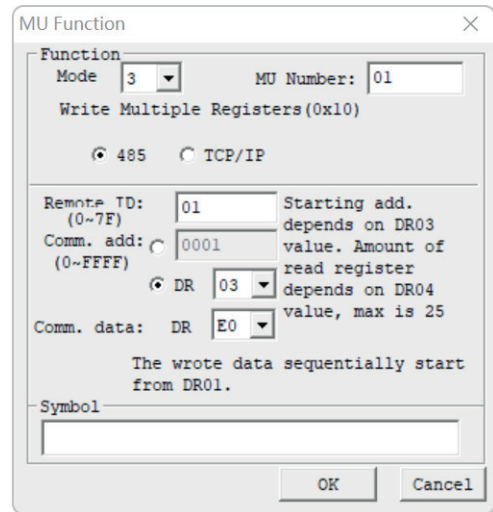 MU Function
Function
Mode 3 MU Number: 01
Write Multiple Registers(0x10)
485 TCP/IP
Remote ID: 01
(0~7F)
Comm. add: 0001
(0~FFFF)
DR 03
Comm. data: DR E0
Starting add.
depends on DR03
value. Amount of
read register
depends on DR04
value, max is 25
The wrote data sequentially start
from DR01.
Symbol
OK Cancel